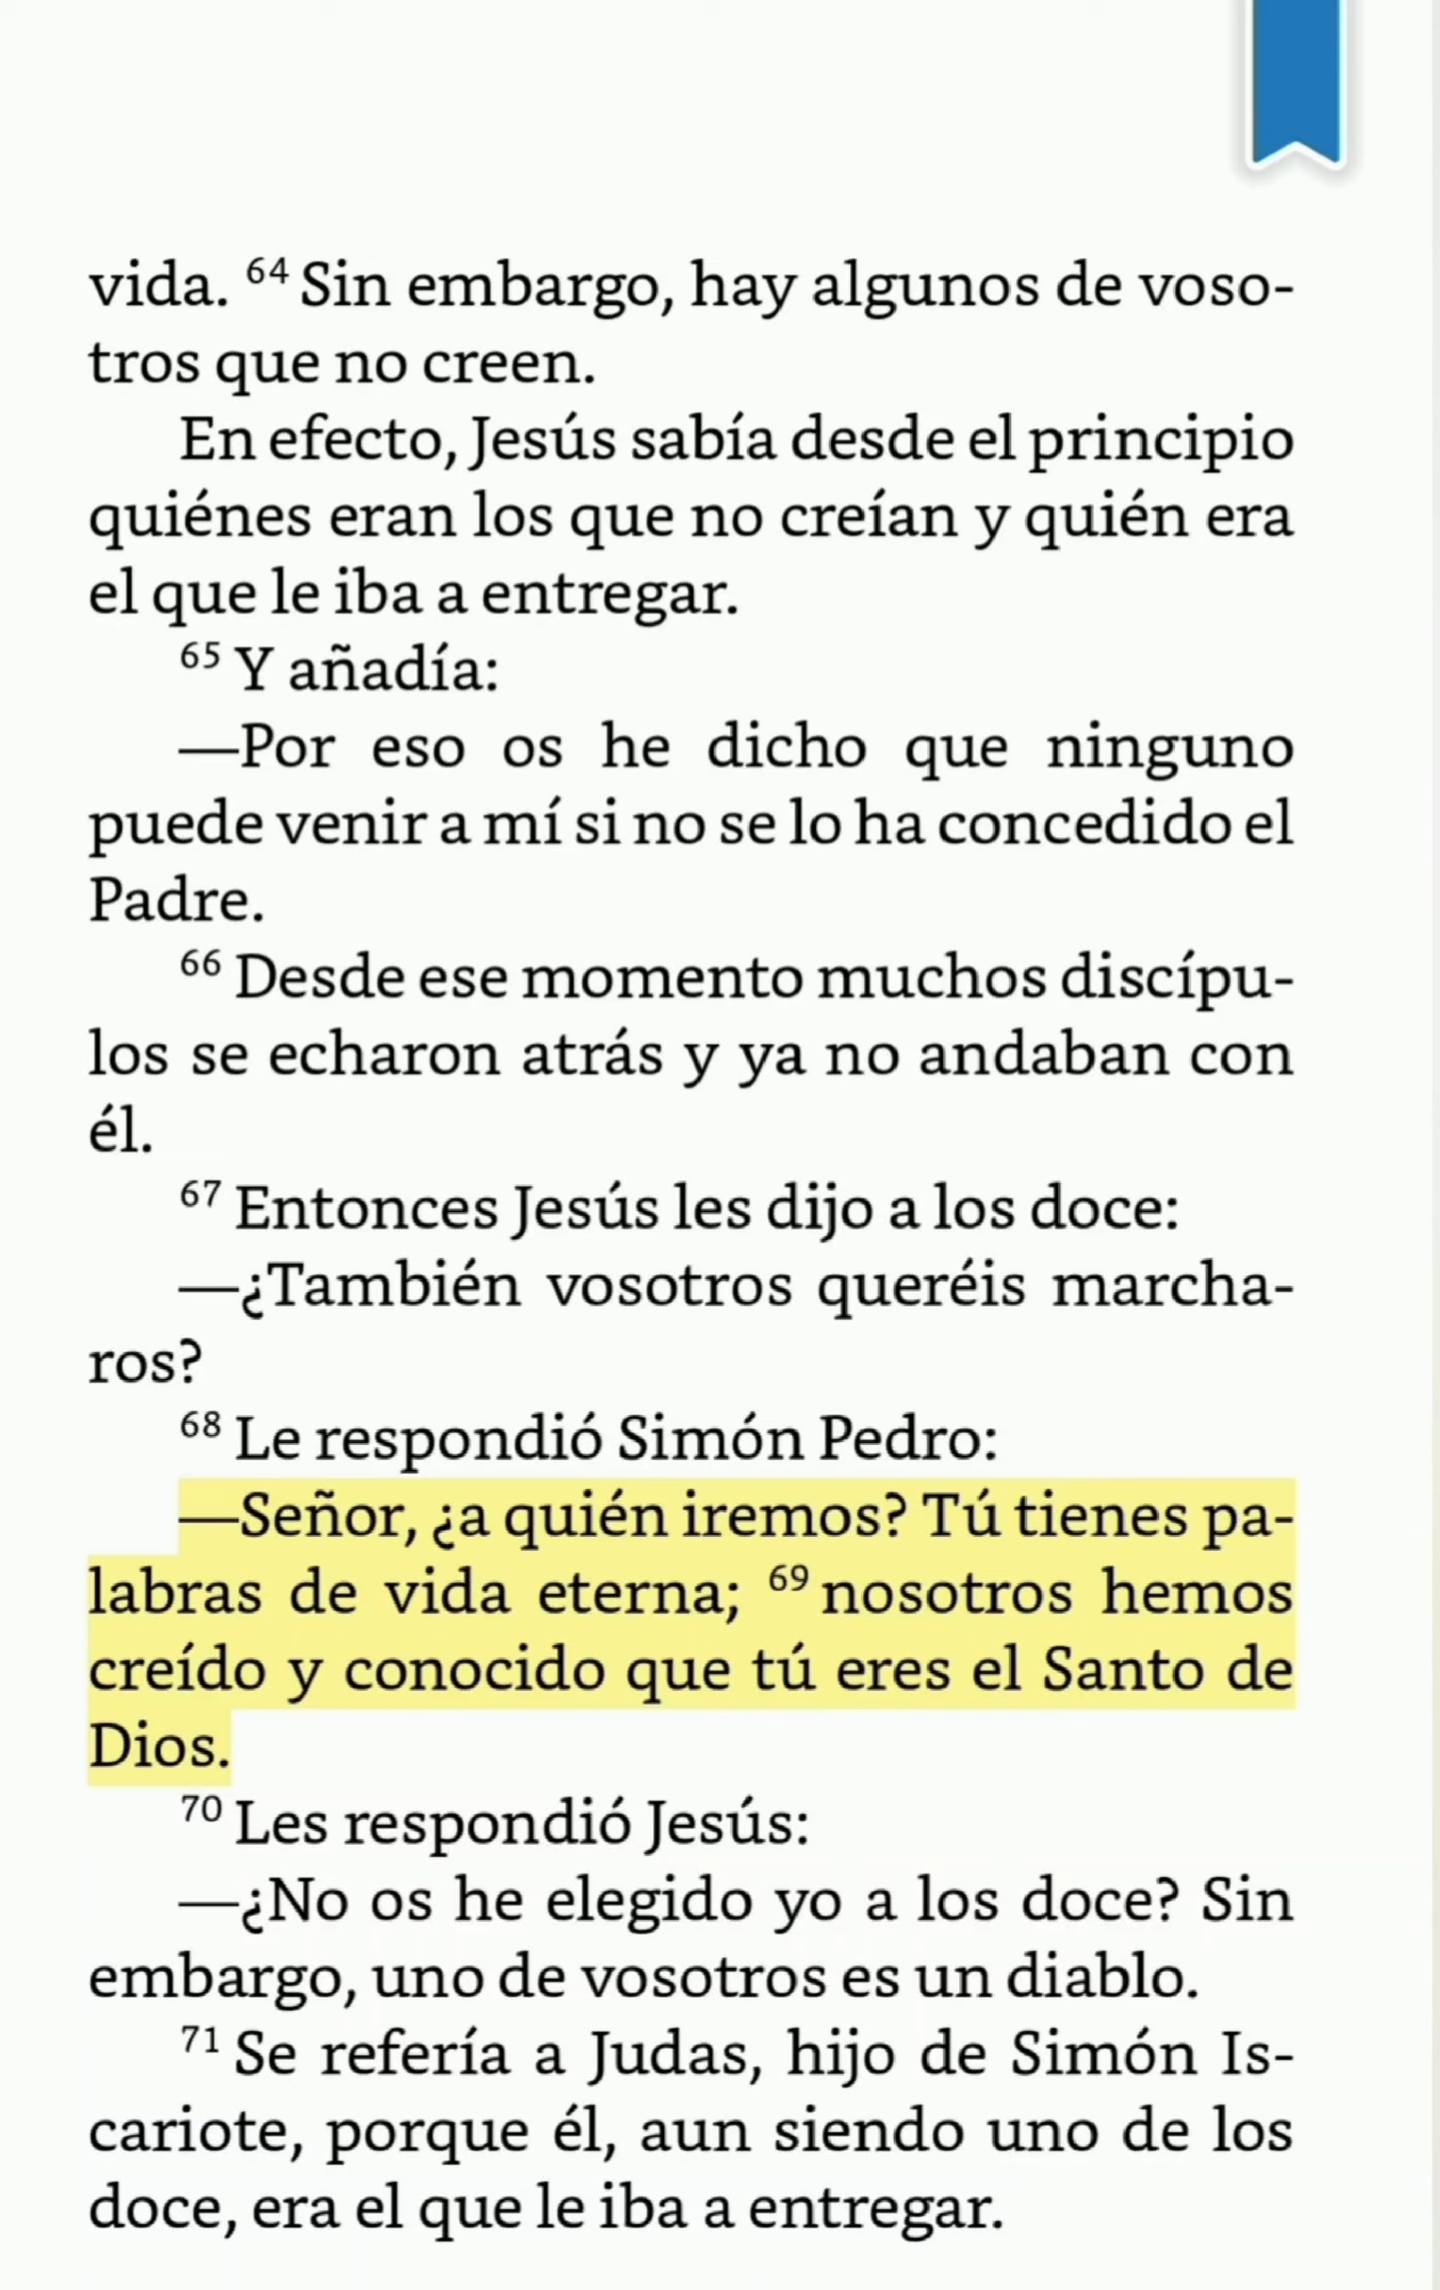 vida. 64 Sin embargo, hay algunos de voso-
tros que no creen.
En efecto, Jesús sabía desde el principio
quiénes eran los que no creían y quién era
el que le iba a entregar.
65 Y añadía:
—Por eso os he dicho que ninguno
puede venir a mí si no se lo ha concedido el
Padre.
66 Desde ese momento muchos discípu-
los se echaron atrás y ya no andaban con
él.
67 Entonces Jesús les dijo a los doce:
—¿También vosotros queréis marcha-
ros?
68 Le respondió Simón Pedro:
—Señor, ¿a quién iremos? Tú tienes pa-
labras de vida eterna; 69 nosotros hemos
creído y conocido que tú eres el Santo de
Dios.
70 Les respondió Jesús:
—¿No os he elegido yo a los doce? Sin
embargo, uno de vosotros es un diablo.
71 Se refería a Judas, hijo de Simón Is-
cariote, porque él, aun siendo uno de los
doce, era el que le iba a entregar.